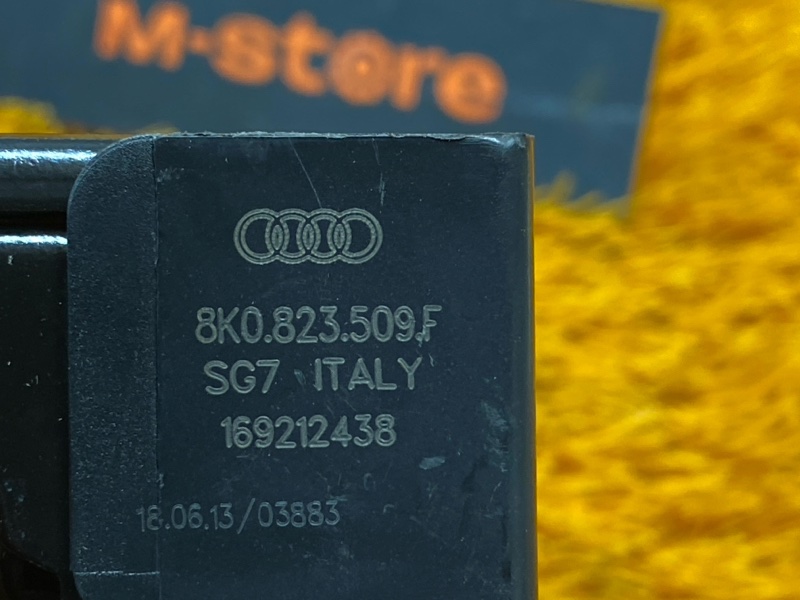 M-store
8K0.823.509.F
SG7 ITALY
169212438
18.06.13/03883